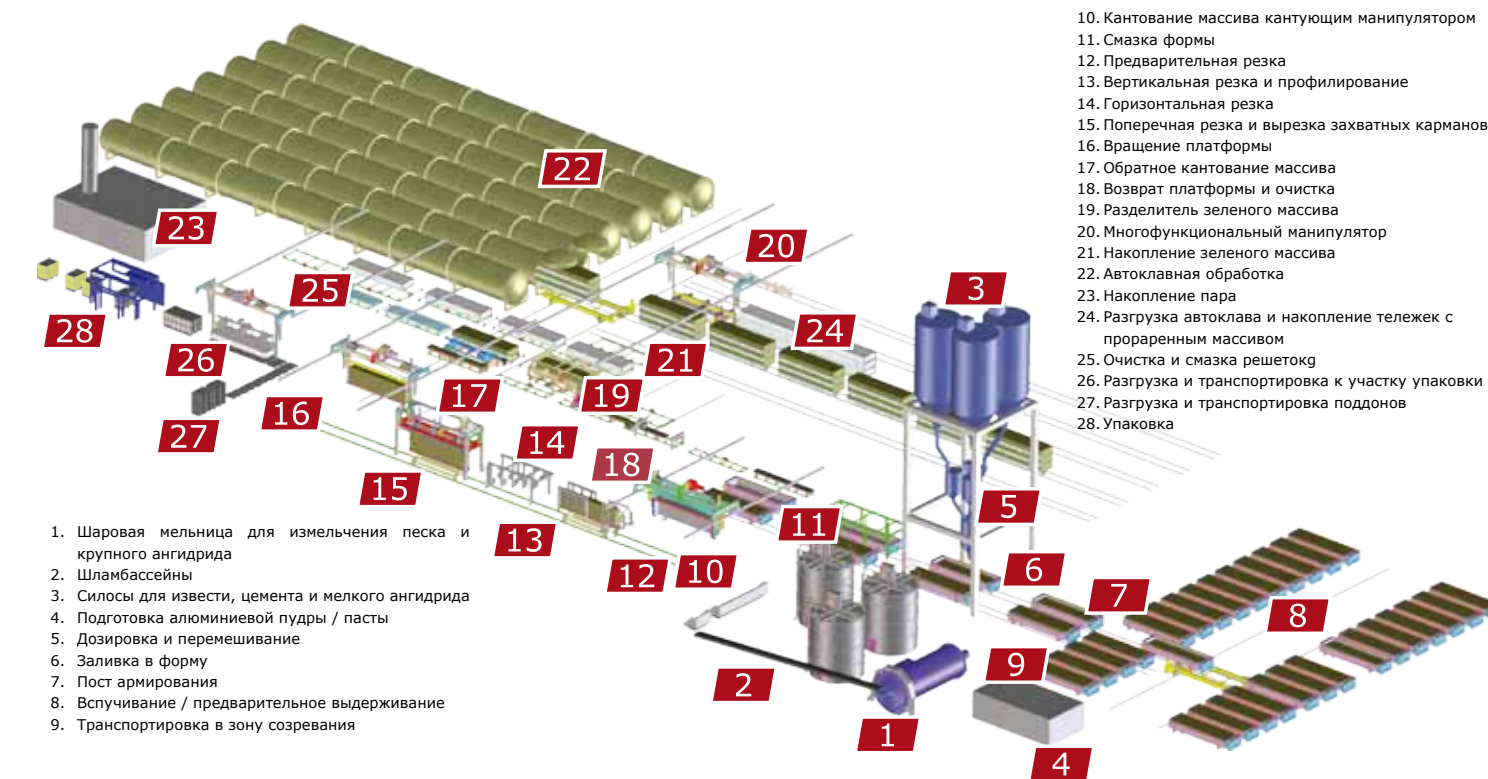 10. Кантование массива кантующим манипулятором
11. Смазка формы
12. Предварительная резка
13. Вертикальная резка и профилирование
14. Горизонтальная резка
15. Поперечная резка и вырезка захватных карманов
16. Вращение платформы
17. Обратное кантование массива
18. Возврат платформы и очистка
19. Разделитель зеленого массива
20. Многофункциональный манипулятор
21. Накопление зеленого массива
22. Автоклавная обработка
23. Накопление пара
24. Разгрузка автоклава и накопление тележек с
прораренным массивом
25. Очистка и смазка решетокg
26. Разгрузка и транспортировка к участку упаковки
27. Разгрузка и транспортировка поддонов
28. Упаковка
22
23
20
25
3
28
24
26
21
17
19
16
27
14
18
15
5
11
13
12
10
6
7
8
9
2
1
4
1. Шаровая мельница для измельчения песка и
крупного ангидрида
2. Шламбассейны
3. Силосы для извести, цемента и мелкого ангидрида
4. Подготовка алюминиевой пудры / пасты
5. Дозировка и перемешивание
6. Заливка в форму
7. Пост армирования
8. Вспучивание / предварительное выдерживание
9. Транспортировка в зону созревания